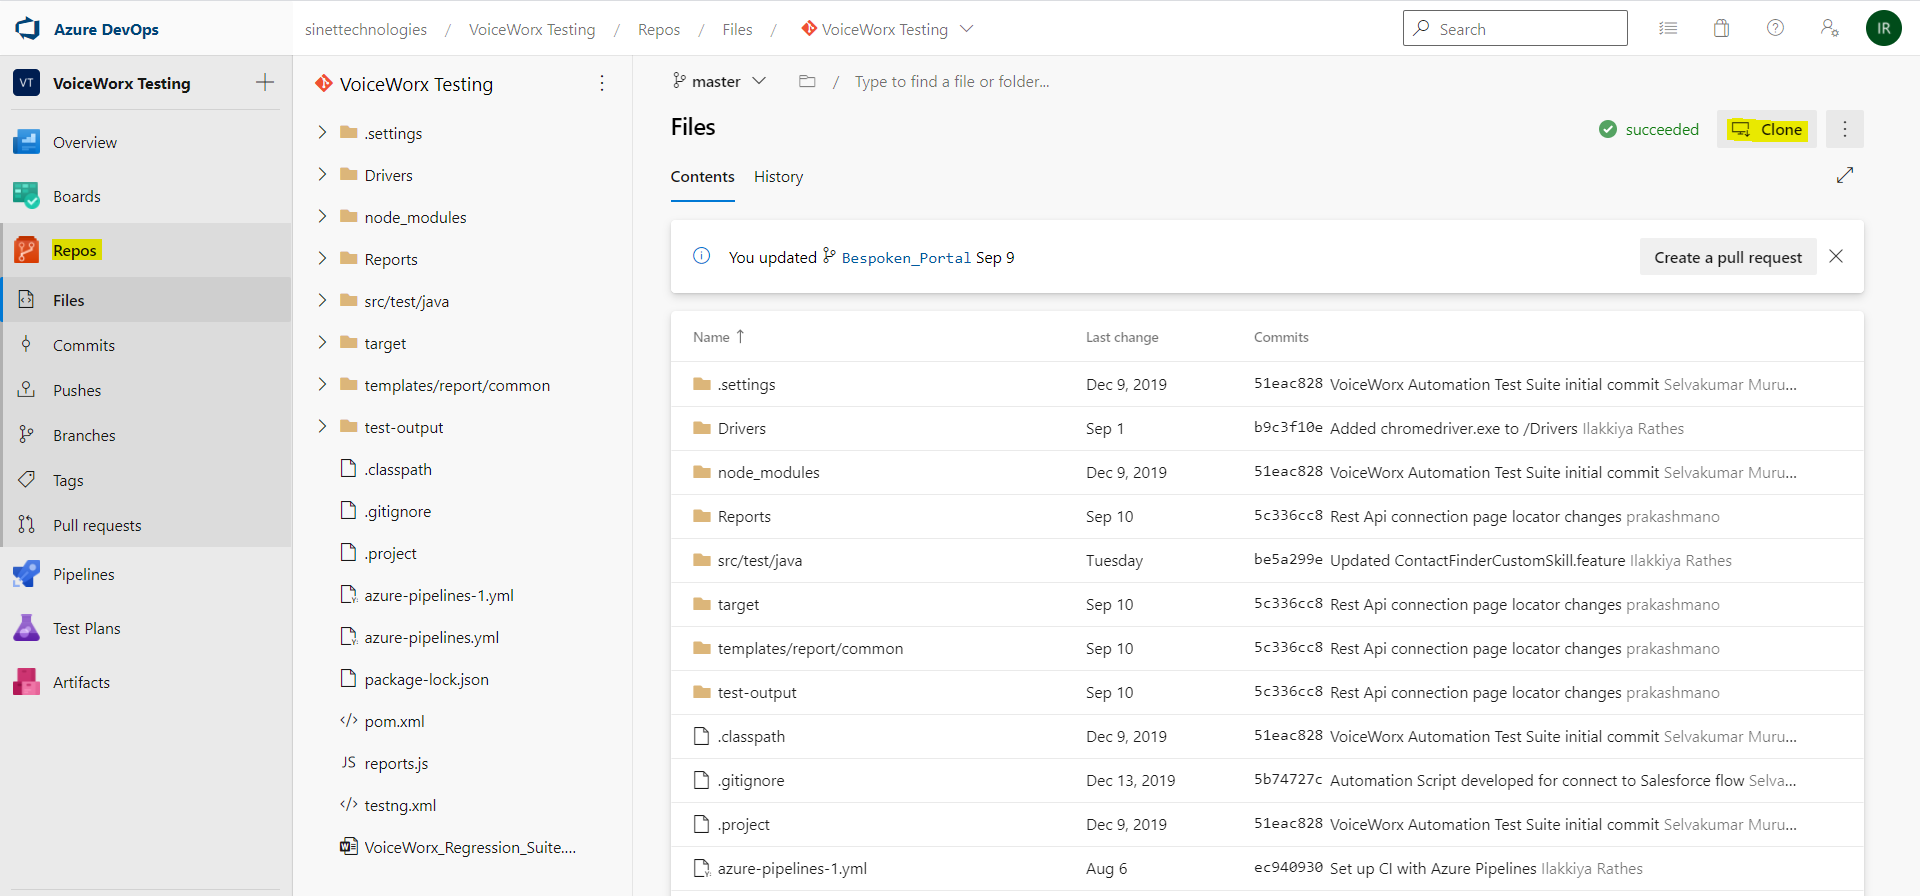 Azure DevOps
sinettechnologies / VoiceWorx Testing / Repos / Files / VoiceWorx Testing
Search
IR
VT VoiceWorx Testing
Overview
Boards
Repos
Files
Commits
Pushes
Branches
Tags
Pull requests
Pipelines
Test Plans
Artifacts
VoiceWorx Testing
.settings
Drivers
node_modules
Reports
src/test/java
target
templates/report/common
test-output
.classpath
.gitignore
.project
azure-pipelines-1.yml
azure-pipelines.yml
package-lock.json
</> pom.xml
JS reports.js
</> testng.xml
VoiceWorx_Regression_Suite....
master / Type to find a file or folder...
Files
succeeded
Clone
Contents History
You updated Bespoken_Portal Sep 9
Create a pull request
Name Last change Commits
.settings Dec 9, 2019 51eac828 VoiceWorx Automation Test Suite initial commit Selvakumar Muru...
Drivers Sep 1 b9c3f10e Added chromedriver.exe to /Drivers Ilakkiya Rathes
node_modules Dec 9, 2019 51eac828 VoiceWorx Automation Test Suite initial commit Selvakumar Muru...
Reports Sep 10 5c336cc8 Rest Api connection page locator changes prakashmano
src/test/java Tuesday be5a299e Updated ContactFinderCustomSkill.feature Ilakkiya Rathes
target Sep 10 5c336cc8 Rest Api connection page locator changes prakashmano
templates/report/common Sep 10 5c336cc8 Rest Api connection page locator changes prakashmano
test-output Sep 10 5c336cc8 Rest Api connection page locator changes prakashmano
.classpath Dec 9, 2019 51eac828 VoiceWorx Automation Test Suite initial commit Selvakumar Muru...
.gitignore Dec 13, 2019 5b74727c Automation Script developed for connect to Salesforce flow Selva...
.project Dec 9, 2019 51eac828 VoiceWorx Automation Test Suite initial commit Selvakumar Muru...
azure-pipelines-1.yml Aug 6 ec940930 Set up CI with Azure Pipelines Ilakkiya Rathes